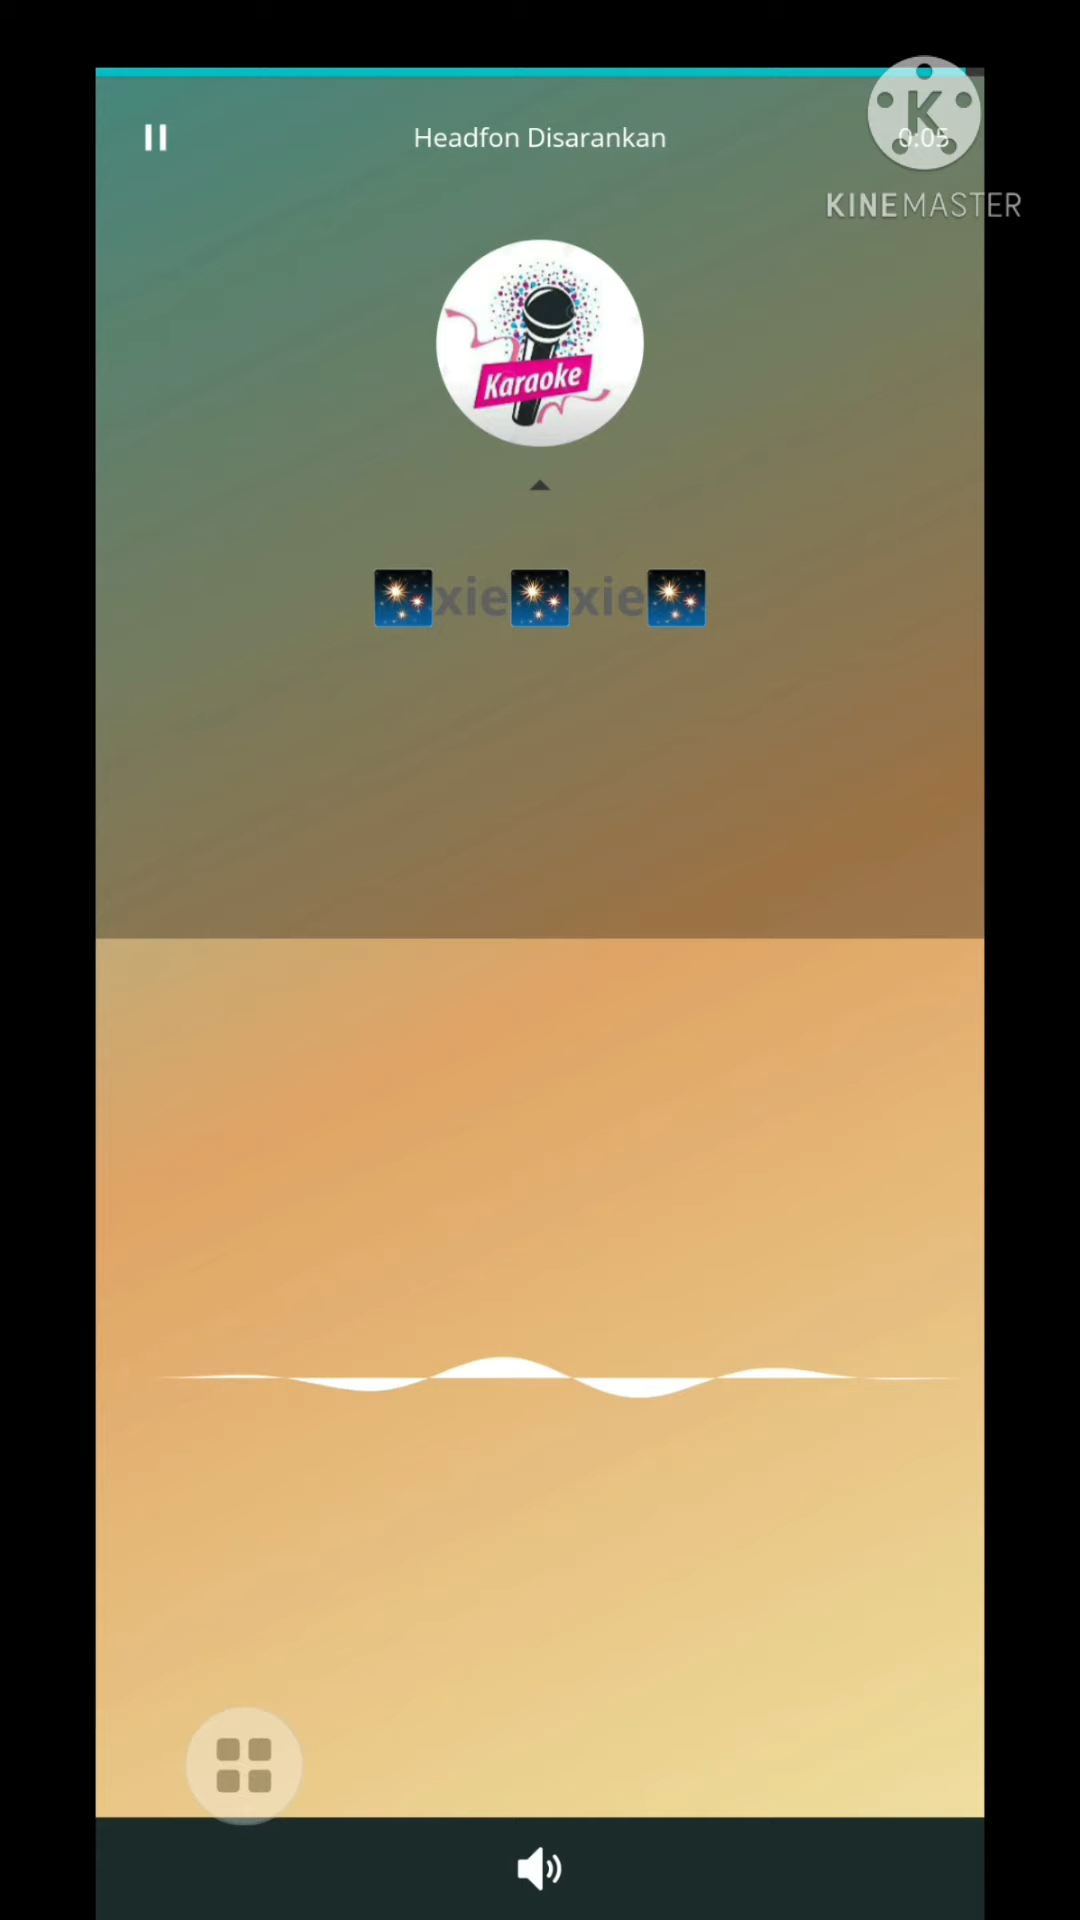 Headfon Disarankan
0:05
KINEMASTER
Karaoke
🎇xie🎇xie🎇